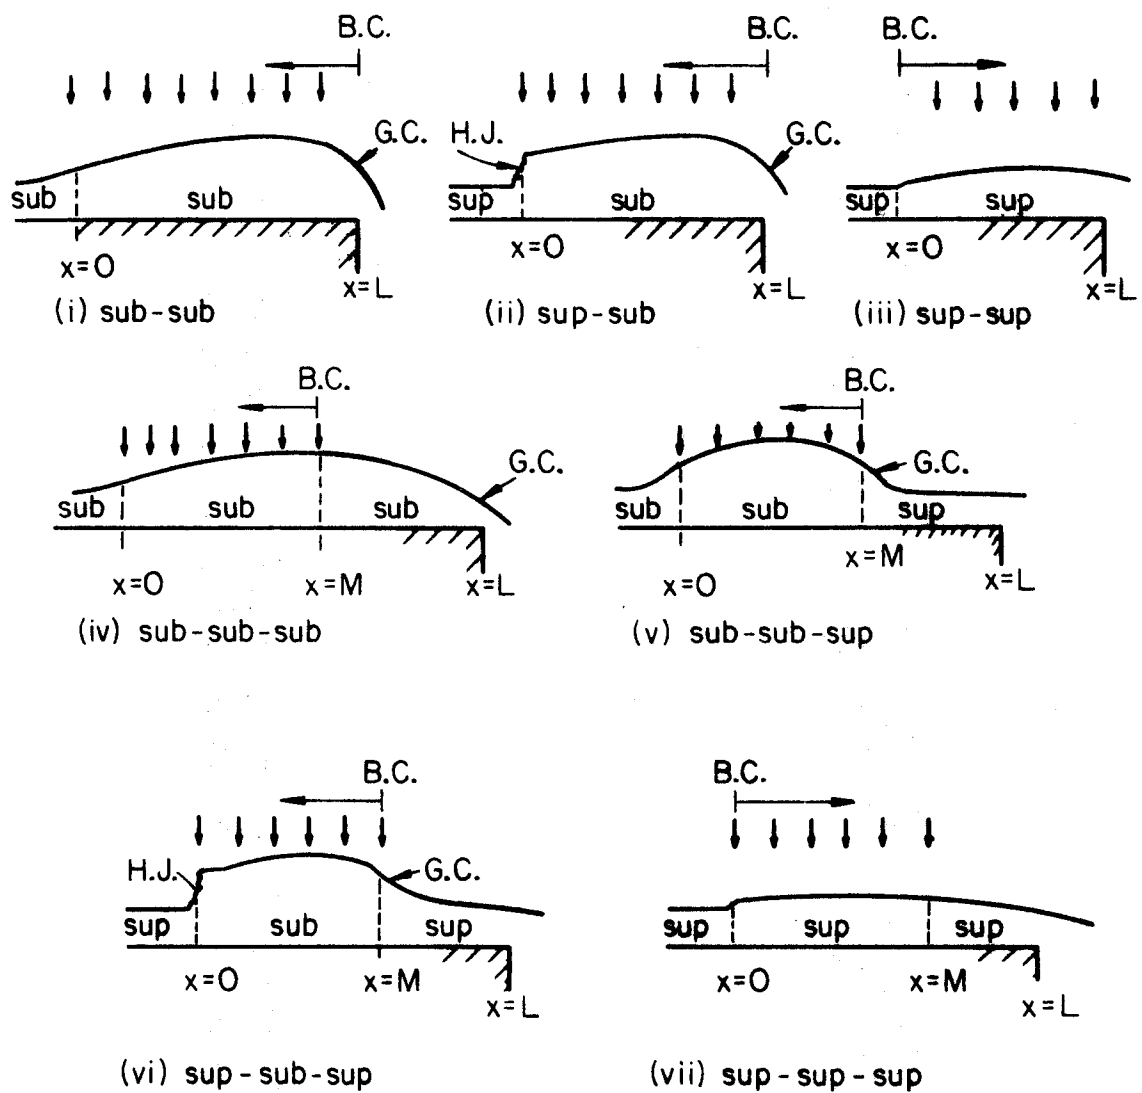 B.C.
G.C.
sub
sub
x=O
x=L
(i) sub-sub
B.C.
H.J.
G.C.
sup
sub
x=O
x=L
(ii) sup-sub
B.C.
sup
sup
x=O
x=L
(iii) sup-sup
B.C.
G.C.
sub
sub
sub
x=O
x=M
x=L
(iv) sub-sub-sub
B.C.
G.C.
sub
sub
sup
x=O
x=M
x=L
(v) sub-sub-sup
B.C.
H.J.
G.C.
sup
sub
sup
x=O
x=M
x=L
(vi) sup-sub-sup
B.C.
sup
sup
sup
x=O
x=M
x=L
(vii) sup-sup-sup